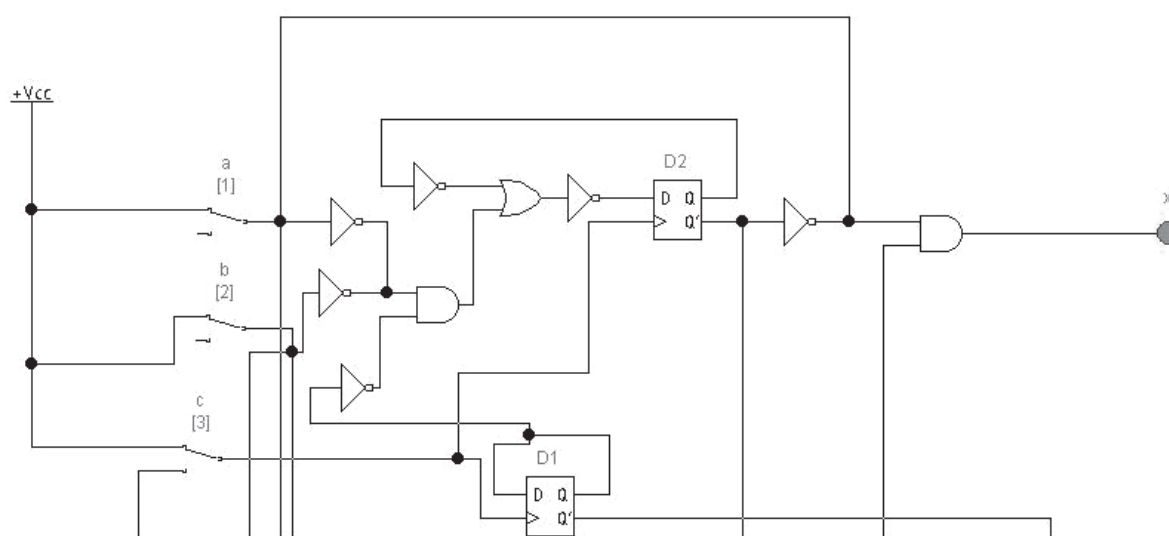 x
+Vcc
a
[1]
D2
D Q
Q'
b
[2]
c
[3]
D1
D Q
Q'